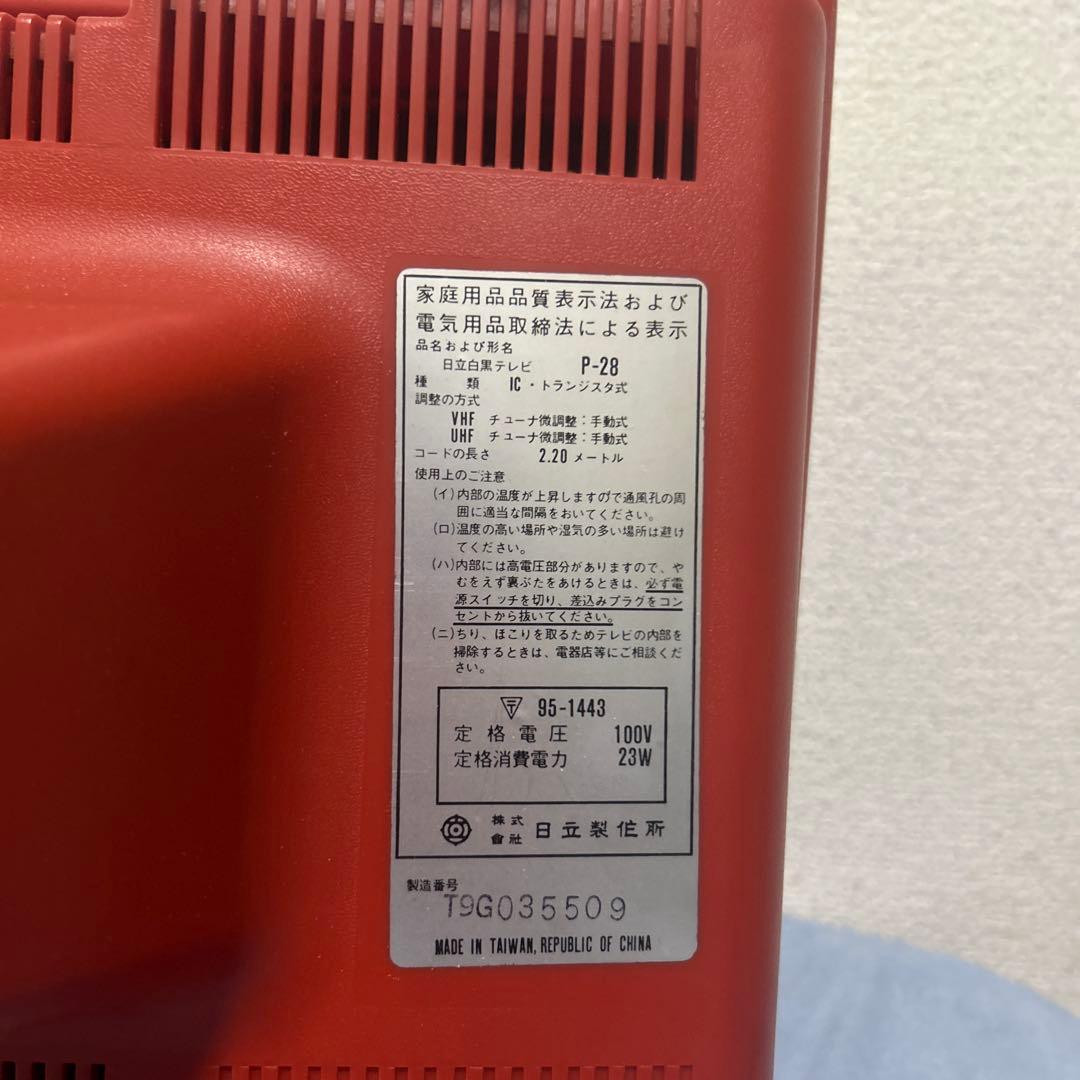 家庭用品品質表示法および
電気用品取締法による表示
品名および形名
日立白黒テレビ P-28
種 類 IC・トランジスタ式
調整の方式
VHF チューナ微調整：手動式
UHF チューナ微調整：手動式
コードの長さ 2.20 メートル
使用上のご注意
(イ)内部の温度が上昇しますので通風孔の周
囲に適当な間隔をおいてください。
(ロ)温度の高い場所や湿気の多い場所は避け
てください。
(ハ)内部には高電圧部分がありますので、や
むをえず裏ぶたをあけるときは、必ず電
源スイッチを切り、差込みプラグをコン
セントから抜いてください。
(ニ)ちり、ほこりを取るためテレビの内部を
掃除するときは、電器店等にご相談くだ
さい。
〒 95-1443
定格電圧 100V
定格消費電力 23W
株式
會社 日立製作所
製造番号
T9G035509
MADE IN TAIWAN, REPUBLIC OF CHINA